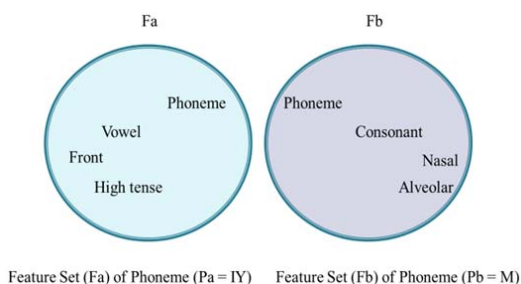 Fa
Fb
Phoneme
Vowel
Front
High tense
Phoneme
Consonant
Nasal
Alveolar
Feature Set (Fa) of Phoneme (Pa = IY)
Feature Set (Fb) of Phoneme (Pb = M)